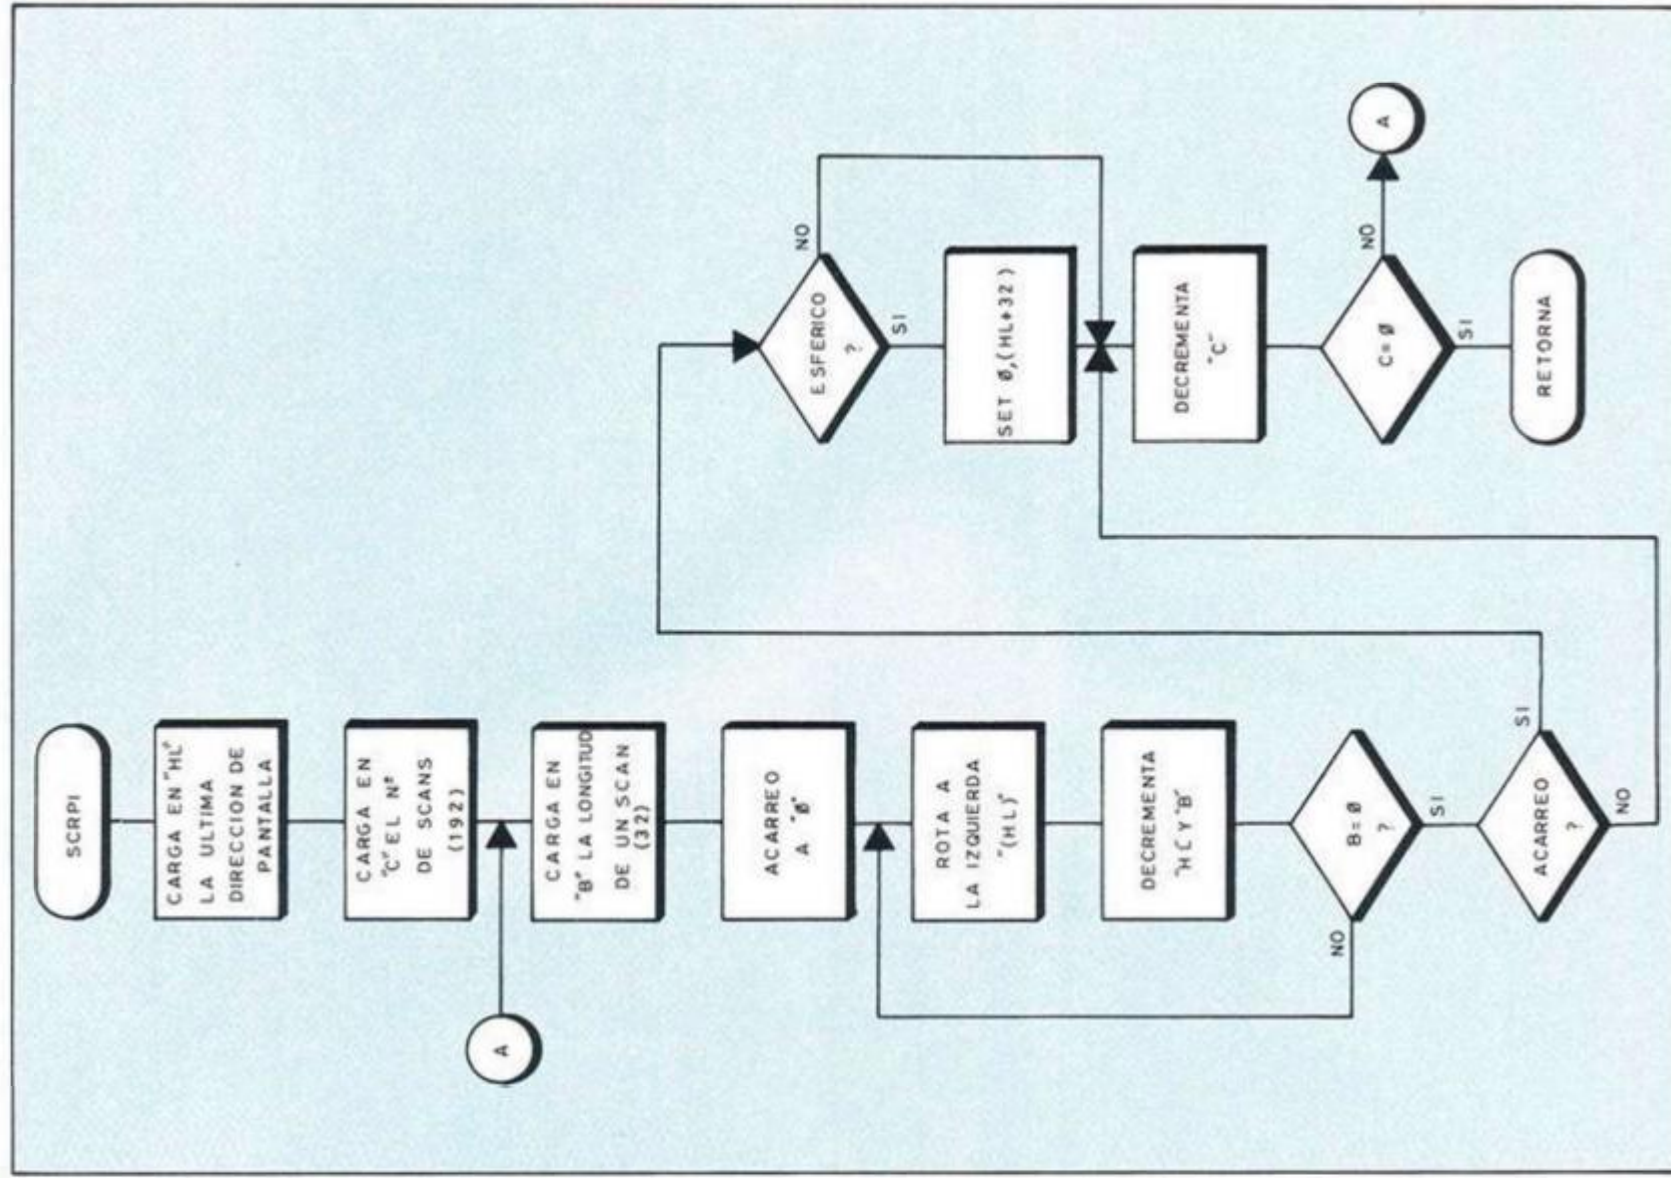 SCRPI
CARGA EN "HL"
LA ULTIMA
DIRECCION DE
PANTALLA
CARGA EN
"C" EL Nº
DE SCANS
(192)
A
CARGA EN
"B" LA LONGITUD
DE UN SCAN
(32)
ACARREO
A "Ø"
ROTA A
LA IZQUIERDA
"(HL)"
DECREMENTA
"HL" Y "B"
B=Ø
?
NO
SI
ACARREO
?
SI
NO
ESFERICO
?
NO
SI
SET Ø,(HL+32)
DECREMENTA
"C"
C=Ø
NO
A
SI
RETORNA